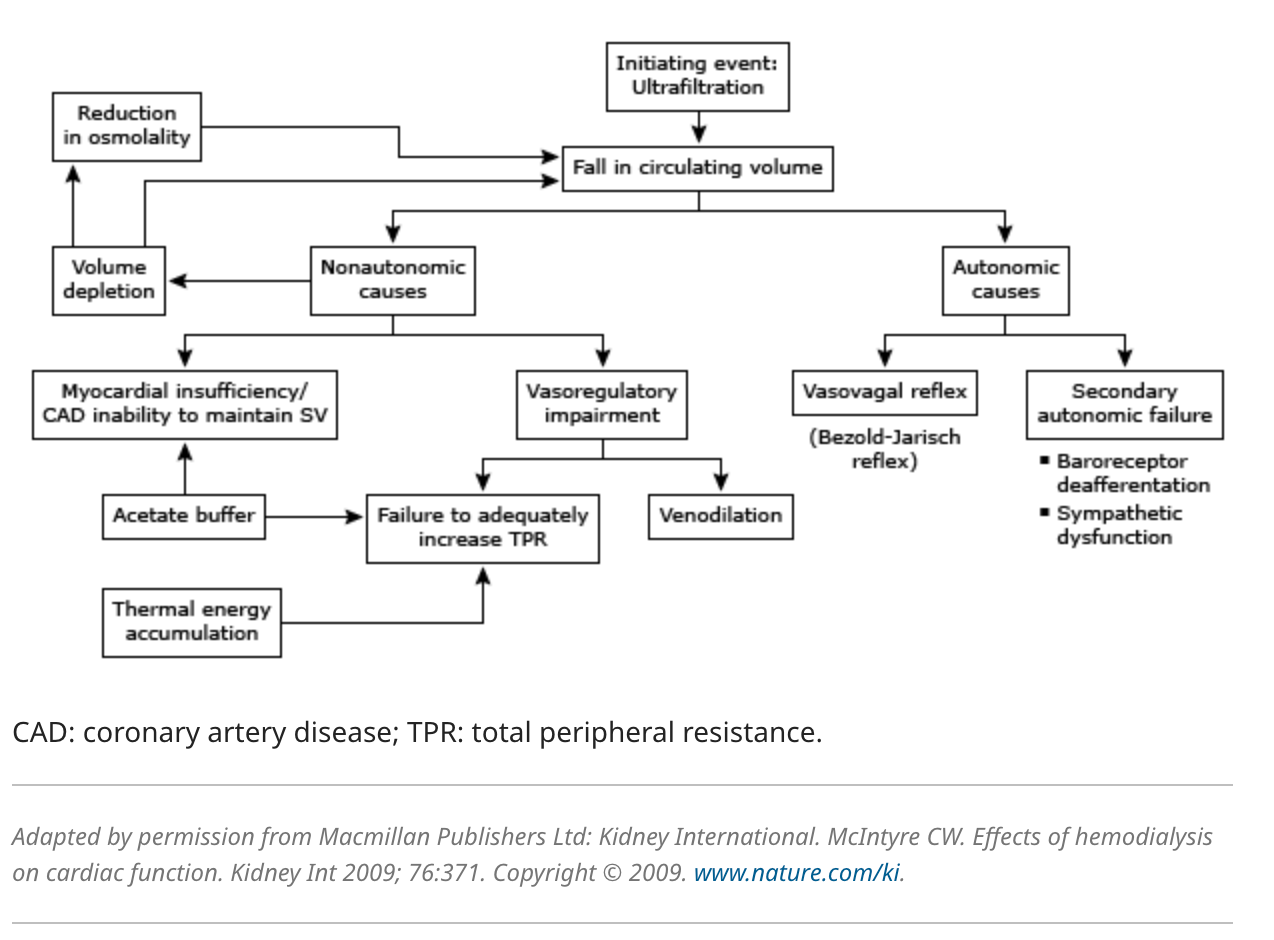 Initiating event:
Ultrafiltration
Reduction
in osmolality
Fall in circulating volume
Volume
depletion
Nonautonomic
causes
Autonomic
causes
Myocardial insufficiency/
CAD inability to maintain SV
Vasoregulatory
impairment
Vasovagal reflex
(Bezold-Jarisch
reflex)
Secondary
autonomic failure
▪ Baroreceptor
deafferentation
▪ Sympathetic
dysfunction
Acetate buffer
Failure to adequately
increase TPR
Venodilation
Thermal energy
accumulation
CAD: coronary artery disease; TPR: total peripheral resistance.
Adapted by permission from Macmillan Publishers Ltd: Kidney International. McIntyre CW. Effects of hemodialysis
on cardiac function. Kidney Int 2009; 76:371. Copyright © 2009. www.nature.com/ki.